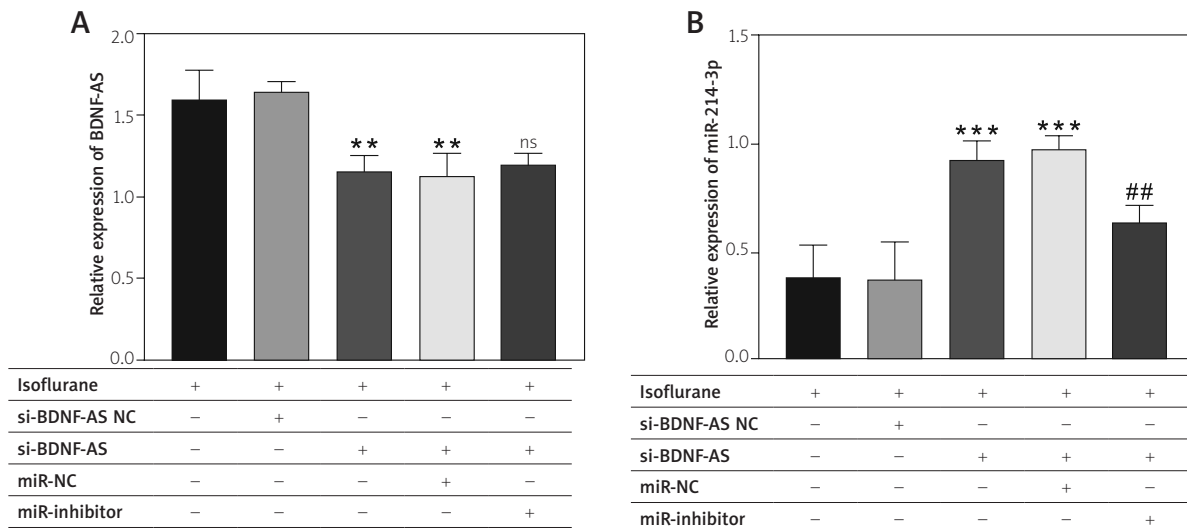 A
Relative expression of BDNF-AS
2.0
1.5
1.0
0.5
0.0
** ** ns
Isoflurane + + + + +
si-BDNF-AS NC – + – – –
si-BDNF-AS – – + + +
miR-NC – – – + –
miR-inhibitor – – – – +
B
Relative expression of miR-214-3p
1.5
1.0
0.5
0.0
*** *** ##
Isoflurane + + + + +
si-BDNF-AS NC – + – – –
si-BDNF-AS – – + + +
miR-NC – – – + –
miR-inhibitor – – – – +